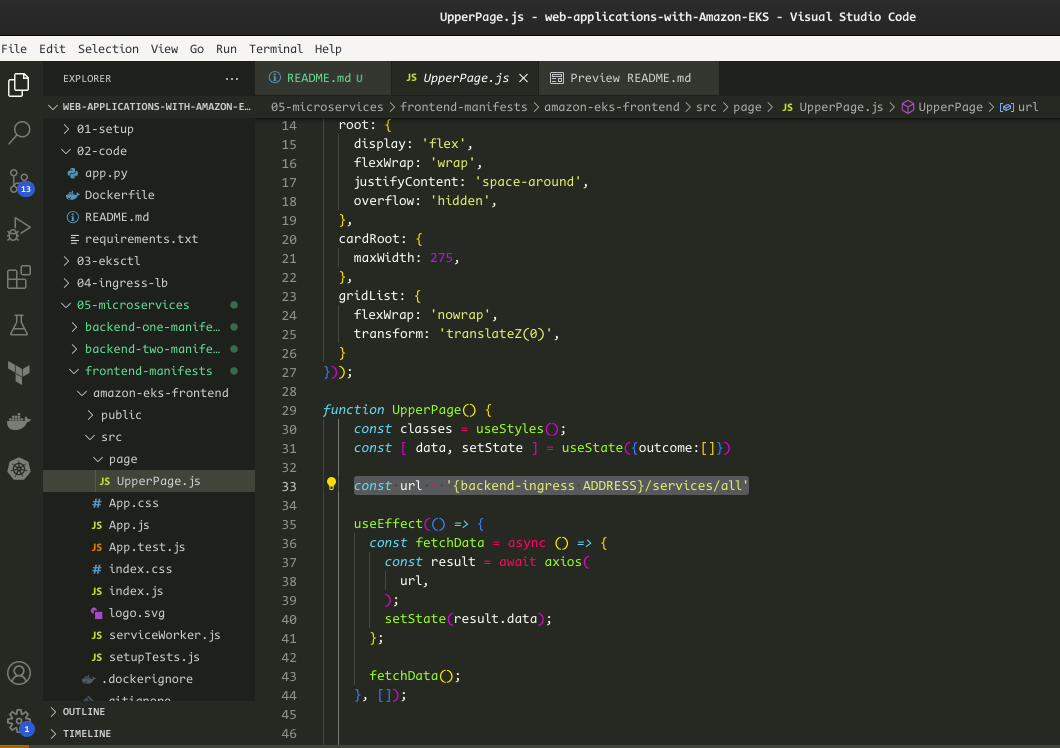 UpperPage.js - web-applications-with-Amazon-EKS - Visual Studio Code
File Edit Selection View Go Run Terminal Help
EXPLORER ...
README.md U
JS UpperPage.js
Preview README.md
WEB-APPLICATIONS-WITH-AMAZON-E...
05-microservices > frontend-manifests > amazon-eks-frontend > src > page > JS UpperPage.js > UpperPage > url
01-setup
02-code
app.py
Dockerfile
README.md
requirements.txt
03-eksctl
04-ingress-lb
05-microservices
backend-one-manife...
backend-two-manife...
frontend-manifests
amazon-eks-frontend
public
src
page
JS UpperPage.js
# App.css
JS App.js
JS App.test.js
# index.css
JS index.js
logo.svg
JS serviceWorker.js
JS setupTests.js
.dockerignore
.gitignore
OUTLINE
TIMELINE
13
1
14 root: {
15 display: 'flex',
16 flexWrap: 'wrap',
17 justifyContent: 'space-around',
18 overflow: 'hidden',
19 },
20 cardRoot: {
21 maxWidth: 275,
22 },
23 gridList: {
24 flexWrap: 'nowrap',
25 transform: 'translateZ(0)',
26 }
27 }));
28
29 function UpperPage() {
30 const classes = useStyles();
31 const [ data, setState ] = useState({outcome:[]})
32
33 const url = '{backend-ingress ADDRESS}/services/all'
34
35 useEffect(() => {
36 const fetchData = async () => {
37 const result = await axios(
38 url,
39 );
40 setState(result.data);
41 };
42
43 fetchData();
44 }, []);
45
46